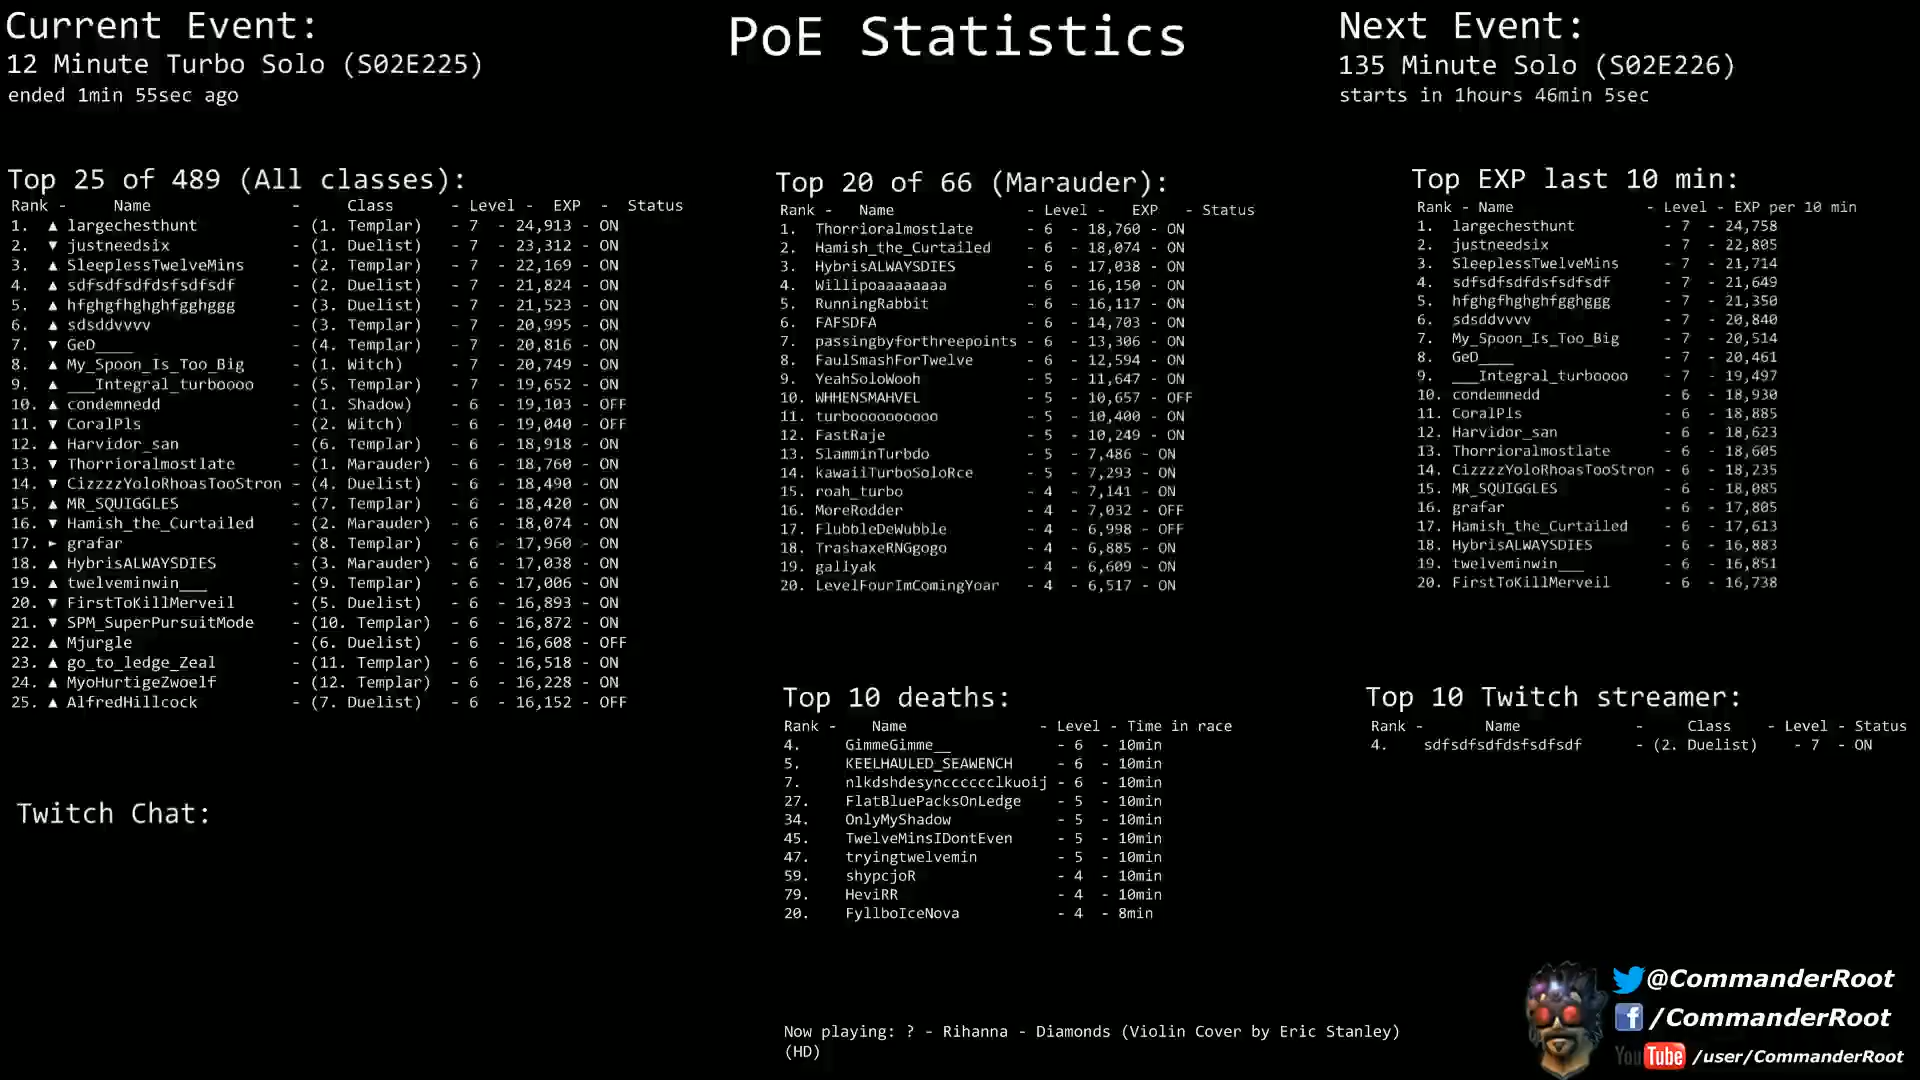 Current Event:
12 Minute Turbo Solo (S02E225)
ended 1min 55sec ago
PoE Statistics
Next Event:
135 Minute Solo (S02E226)
starts in 1hours 46min 5sec
Top 25 of 489 (All classes):
Rank - Name - Class - Level - EXP - Status
1. ▲ largechesthunt - (1. Templar) - 7 - 24,913 - ON
2. ▼ justneedsix - (1. Duelist) - 7 - 23,312 - ON
3. ▲ SleeplessTwelveMins - (2. Templar) - 7 - 22,169 - ON
4. ▲ sdfsdfsdfdsfsdfsdf - (2. Duelist) - 7 - 21,824 - ON
5. ▲ hfghgfhghghfgghggg - (3. Duelist) - 7 - 21,523 - ON
6. ▲ sdsddvvvv - (3. Templar) - 7 - 20,995 - ON
7. ▼ GeD____ - (4. Templar) - 7 - 20,816 - ON
8. ▲ My_Spoon_Is_Too_Big - (1. Witch) - 7 - 20,749 - ON
9. ▲ ___Integral_turboooo - (5. Templar) - 7 - 19,652 - ON
10. ▲ condemnedd - (1. Shadow) - 6 - 19,103 - OFF
11. ▼ CoralPls - (2. Witch) - 6 - 19,040 - OFF
12. ▲ Harvidor_san - (6. Templar) - 6 - 18,918 - ON
13. ▼ Thorrioralmostlate - (1. Marauder) - 6 - 18,760 - ON
14. ▼ CizzzzYoloRhoasTooStron - (4. Duelist) - 6 - 18,490 - ON
15. ▲ MR_SQUIGGLES - (7. Templar) - 6 - 18,420 - ON
16. ▼ Hamish_the_Curtailed - (2. Marauder) - 6 - 18,074 - ON
17. ► grafar - (8. Templar) - 6 - 17,960 - ON
18. ▲ HybrisALWAYSDIES - (3. Marauder) - 6 - 17,038 - ON
19. ▲ twelveminwin___ - (9. Templar) - 6 - 17,006 - ON
20. ▼ FirstToKillMerveil - (5. Duelist) - 6 - 16,893 - ON
21. ▼ SPM_SuperPursuitMode - (10. Templar) - 6 - 16,872 - ON
22. ▲ Mjurgle - (6. Duelist) - 6 - 16,608 - OFF
23. ▲ go_to_ledge_Zeal - (11. Templar) - 6 - 16,518 - ON
24. ▲ MyoHurtigeZwoelf - (12. Templar) - 6 - 16,228 - ON
25. ▲ AlfredHillcock - (7. Duelist) - 6 - 16,152 - OFF
Top 20 of 66 (Marauder):
Rank - Name - Level - EXP - Status
1. Thorrioralmostlate - 6 - 18,760 - ON
2. Hamish_the_Curtailed - 6 - 18,074 - ON
3. HybrisALWAYSDIES - 6 - 17,038 - ON
4. Willipoaaaaaaaa - 6 - 16,150 - ON
5. RunningRabbit - 6 - 16,117 - ON
6. FAFSDFA - 6 - 14,703 - ON
7. passingbyforthreepoints - 6 - 13,306 - ON
8. FaulSmashForTwelve - 6 - 12,594 - ON
9. YeahSoloWooh - 5 - 11,647 - ON
10. WHHENSMAHVEL - 5 - 10,657 - OFF
11. turbooooooooo - 5 - 10,400 - ON
12. FastRaje - 5 - 10,249 - ON
13. SlamminTurbdo - 5 - 7,486 - ON
14. kawaiiTurboSoloRce - 5 - 7,293 - ON
15. roah_turbo - 4 - 7,141 - ON
16. MoreRodder - 4 - 7,032 - OFF
17. FlubbleDeWubble - 4 - 6,998 - OFF
18. TrashaxeRNGgogo - 4 - 6,885 - ON
19. gallyak - 4 - 6,609 - ON
20. LevelFourImComingYoar - 4 - 6,517 - ON
Top EXP last 10 min:
Rank - Name - Level - EXP per 10 min
1. largechesthunt - 7 - 24,758
2. justneedsix - 7 - 22,805
3. SleeplessTwelveMins - 7 - 21,714
4. sdfsdfsdfdsfsdfsdf - 7 - 21,649
5. hfghgfhghghfgghggg - 7 - 21,350
6. sdsddvvvv - 7 - 20,840
7. My_Spoon_Is_Too_Big - 7 - 20,514
8. GeD____ - 7 - 20,461
9. ___Integral_turboooo - 7 - 19,497
10. condemnedd - 6 - 18,930
11. CoralPls - 6 - 18,885
12. Harvidor_san - 6 - 18,623
13. Thorrioralmostlate - 6 - 18,605
14. CizzzzYoloRhoasTooStron - 6 - 18,235
15. MR_SQUIGGLES - 6 - 18,085
16. grafar - 6 - 17,805
17. Hamish_the_Curtailed - 6 - 17,613
18. HybrisALWAYSDIES - 6 - 16,883
19. twelveminwin___ - 6 - 16,851
20. FirstToKillMerveil - 6 - 16,738
Top 10 deaths:
Rank - Name - Level - Time in race
4. GimmeGimme__ - 6 - 10min
5. KEELHAULED_SEAWENCH - 6 - 10min
7. nlkdshdesyncccccclkuoij - 6 - 10min
27. FlatBluePacksOnLedge - 5 - 10min
34. OnlyMyShadow - 5 - 10min
45. TwelveMinsIDontEven - 5 - 10min
47. tryingtwelvemin - 5 - 10min
59. shypcjoR - 4 - 10min
79. HeviRR - 4 - 10min
20. FyllboIceNova - 4 - 8min
Top 10 Twitch streamer:
Rank - Name - Class - Level - Status
4. sdfsdfsdfdsfsdfsdf - (2. Duelist) - 7 - ON
Twitch Chat:
Now playing: ? - Rihanna - Diamonds (Violin Cover by Eric Stanley)
(HD)
@CommanderRoot
f /CommanderRoot
YouTube /user/CommanderRoot